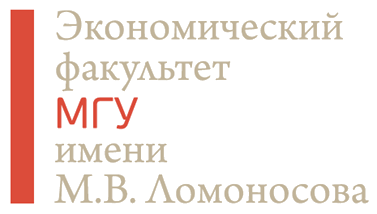 Экономический
факультет
МГУ
имени
М.В. Ломоносова